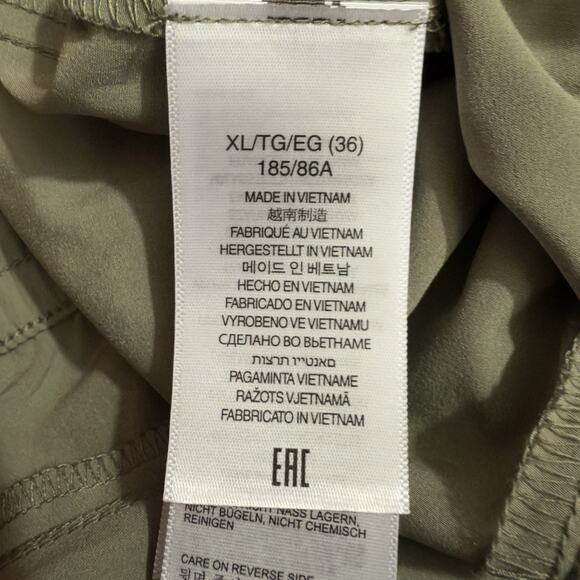 XL/TG/EG (36)
185/86A
MADE IN VIETNAM
越南制造
FABRIQUÉ AU VIETNAM
HERGESTELLT IN VIETNAM
메이드 인 베트남
HECHO EN VIETNAM
FABRICADO EN VIETNAM
VYROBENO VE VIETNAMU
СДЕЛАНО ВО ВЬЕТНАМЕ
תוצרת ווייטנאם
PAGAMINTA VIETNAME
RAŽOTS VJETNAMĀ
FABBRICATO IN VIETNAM
EAC
NICHT NASS LAGERN,
NICHT BÜGELN, NICHT CHEMISCH
REINIGEN
CARE ON REVERSE SIDE